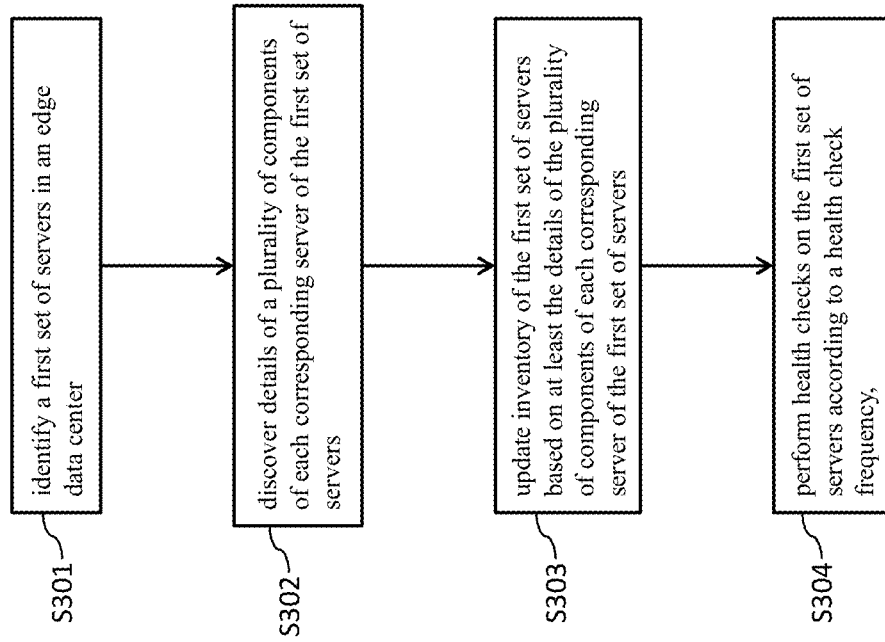 S301
identify a first set of servers in an edge
data center
S302
discover details of a plurality of components
of each corresponding server of the first set of
servers
S303
update inventory of the first set of servers
based on at least the details of the plurality
of components of each corresponding
server of the first set of servers
S304
perform health checks on the first set of
servers according to a health check
frequency,